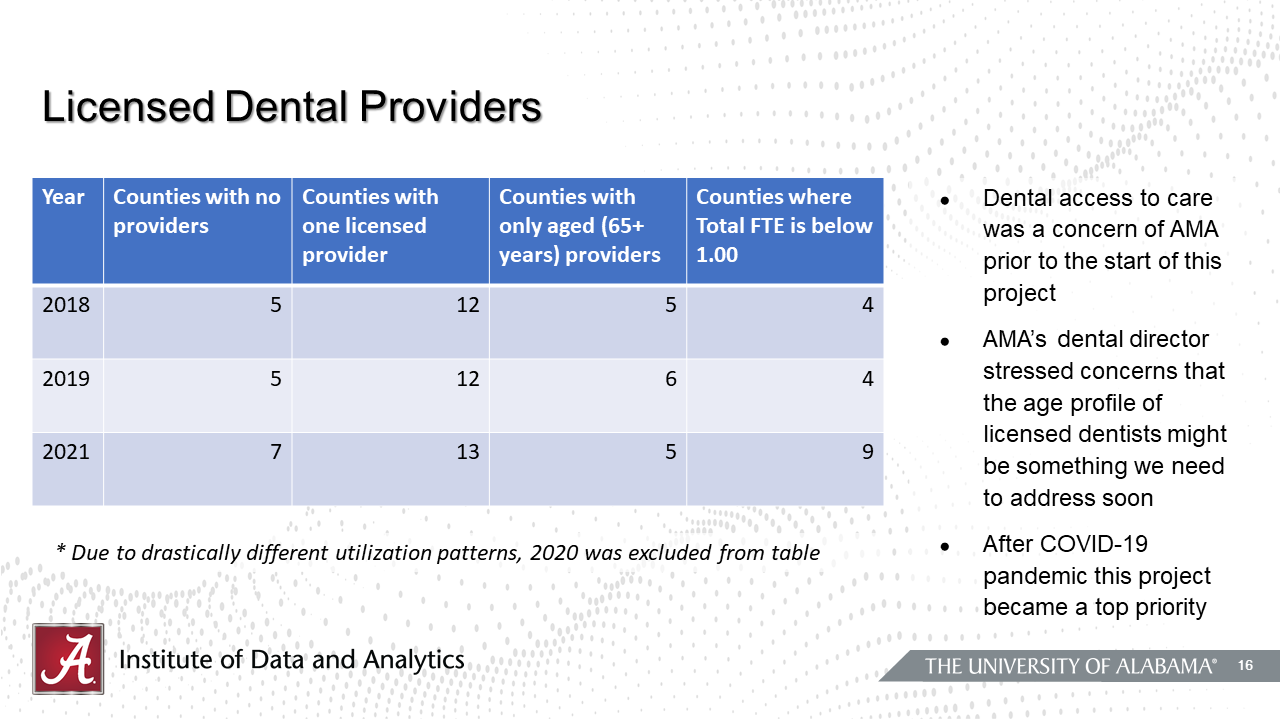 Licensed Dental Providers
Year
Counties with no
providers
Counties with
one licensed
provider
Counties with
only aged (65+
years) providers
Counties where
Total FTE is below
1.00
2018 5 12 5 4
2019 5 12 6 4
2021 7 13 5 9
* Due to drastically different utilization patterns, 2020 was excluded from table
● Dental access to care
was a concern of AMA
prior to the start of this
project
● AMA’s dental director
stressed concerns that
the age profile of
licensed dentists might
be something we need
to address soon
● After COVID-19
pandemic this project
became a top priority
A
Institute of Data and Analytics
THE UNIVERSITY OF ALABAMA® 16